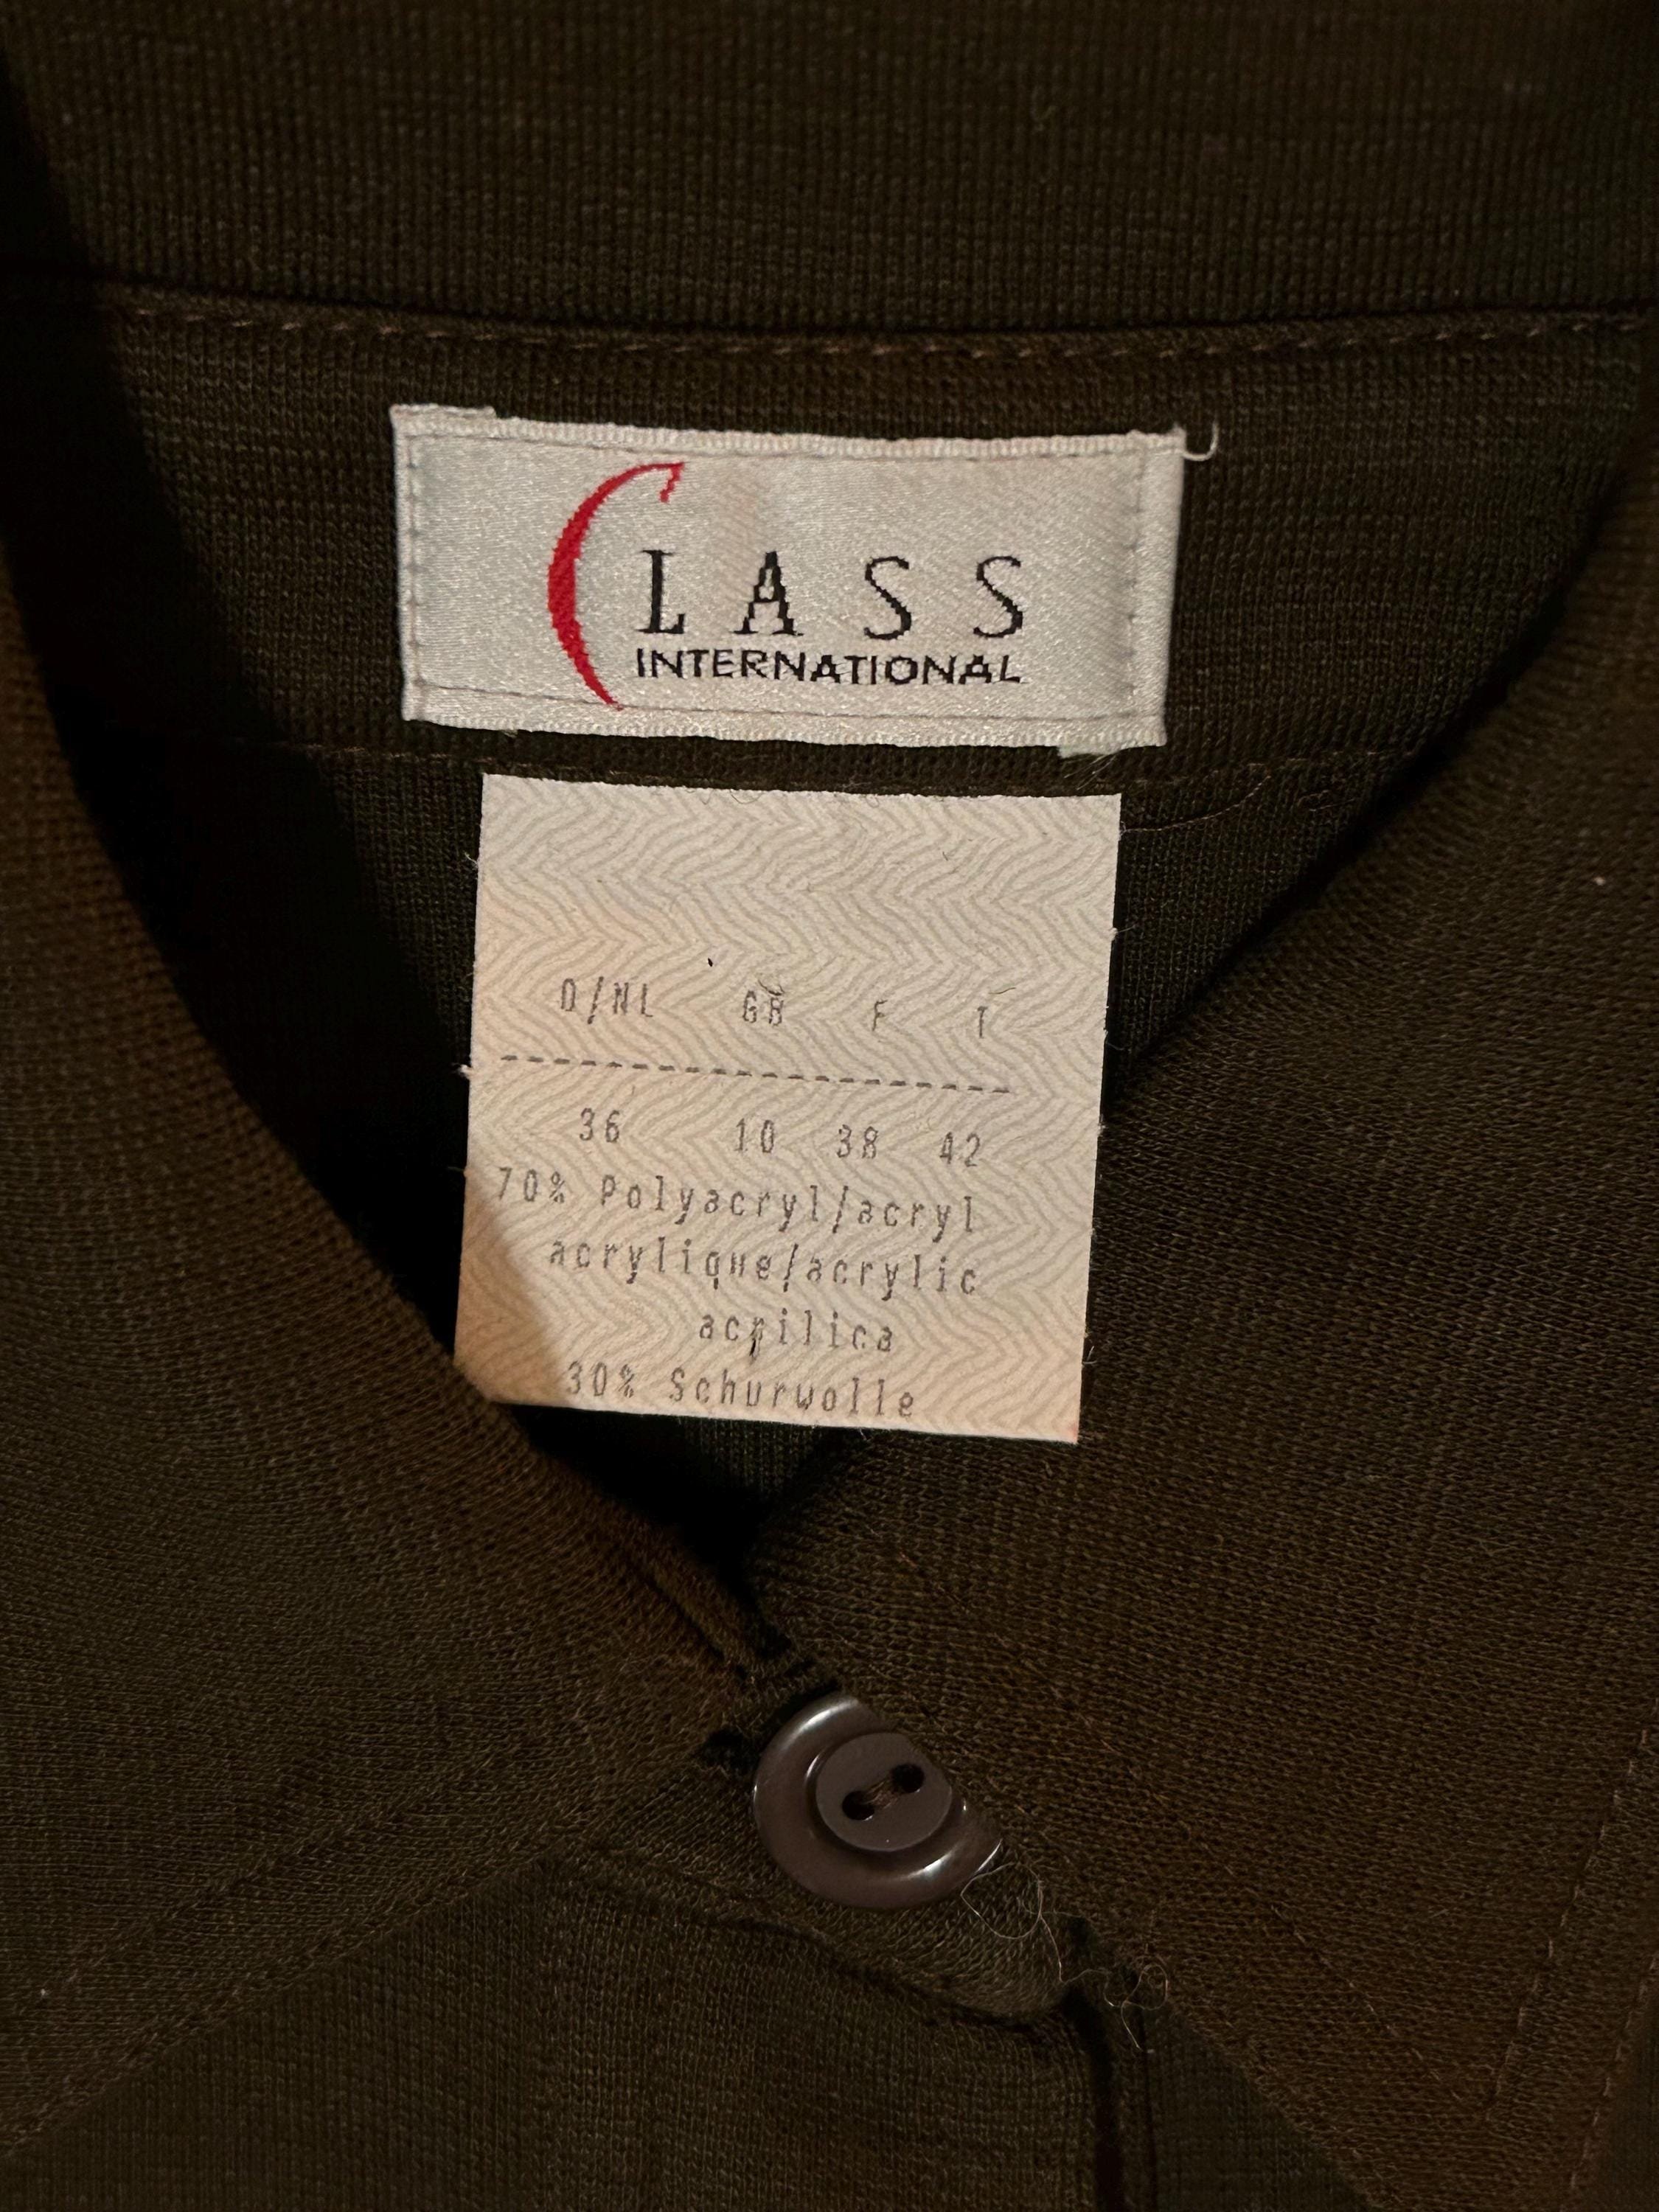 CLASS
INTERNATIONAL
D/NL GB F I
36 10 38 42
70% Polyacryl/acryl
acrylique/acrylic
acrilica
30% Schurwolle